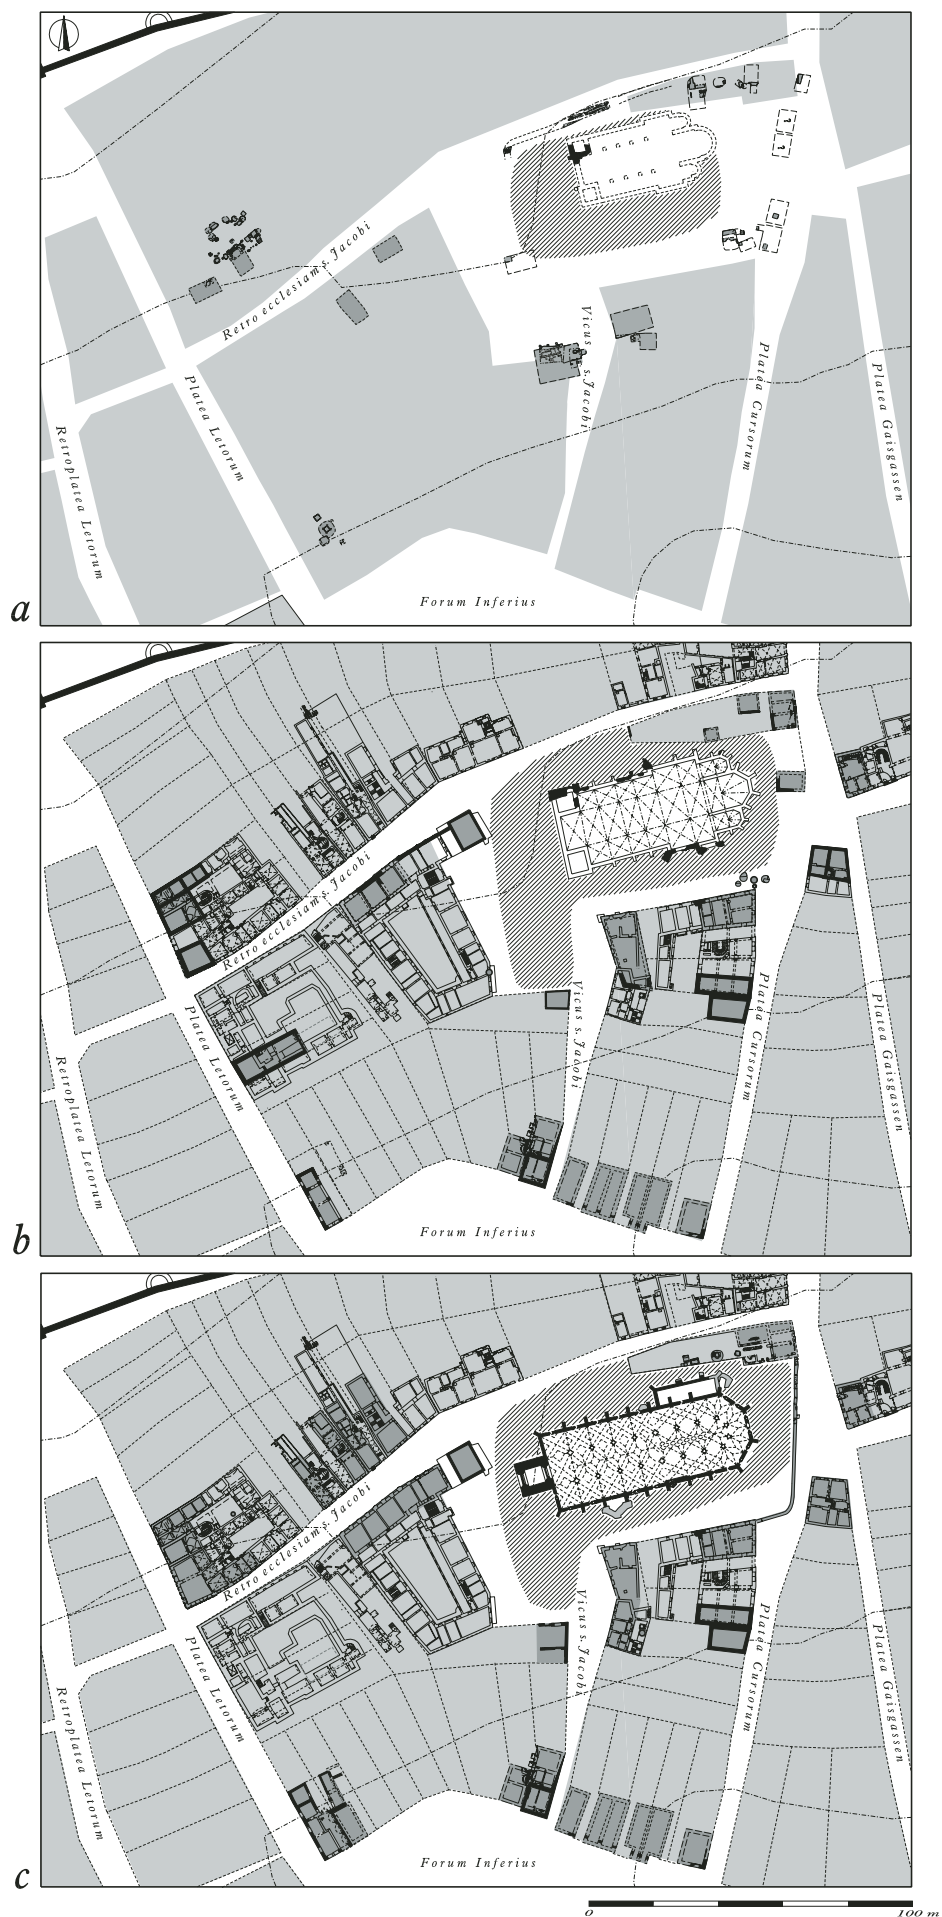 Retro ecclesiam s. Jacobi
Vicus s. Jacobi
Platea Letorum
Platea Cursorum
Platea Gaisgassen
Retroplatea Letorum
Forum Inferius
a
Retro ecclesiam s. Jacobi
Vicus s. Jacobi
Platea Letorum
Platea Cursorum
Platea Gaisgassen
Retroplatea Letorum
Forum Inferius
b
Retro ecclesiam s. Jacobi
Vicus s. Jacobi
Platea Letorum
Platea Cursorum
Platea Gaisgassen
Retroplatea Letorum
Forum Inferius
c
0 100 m